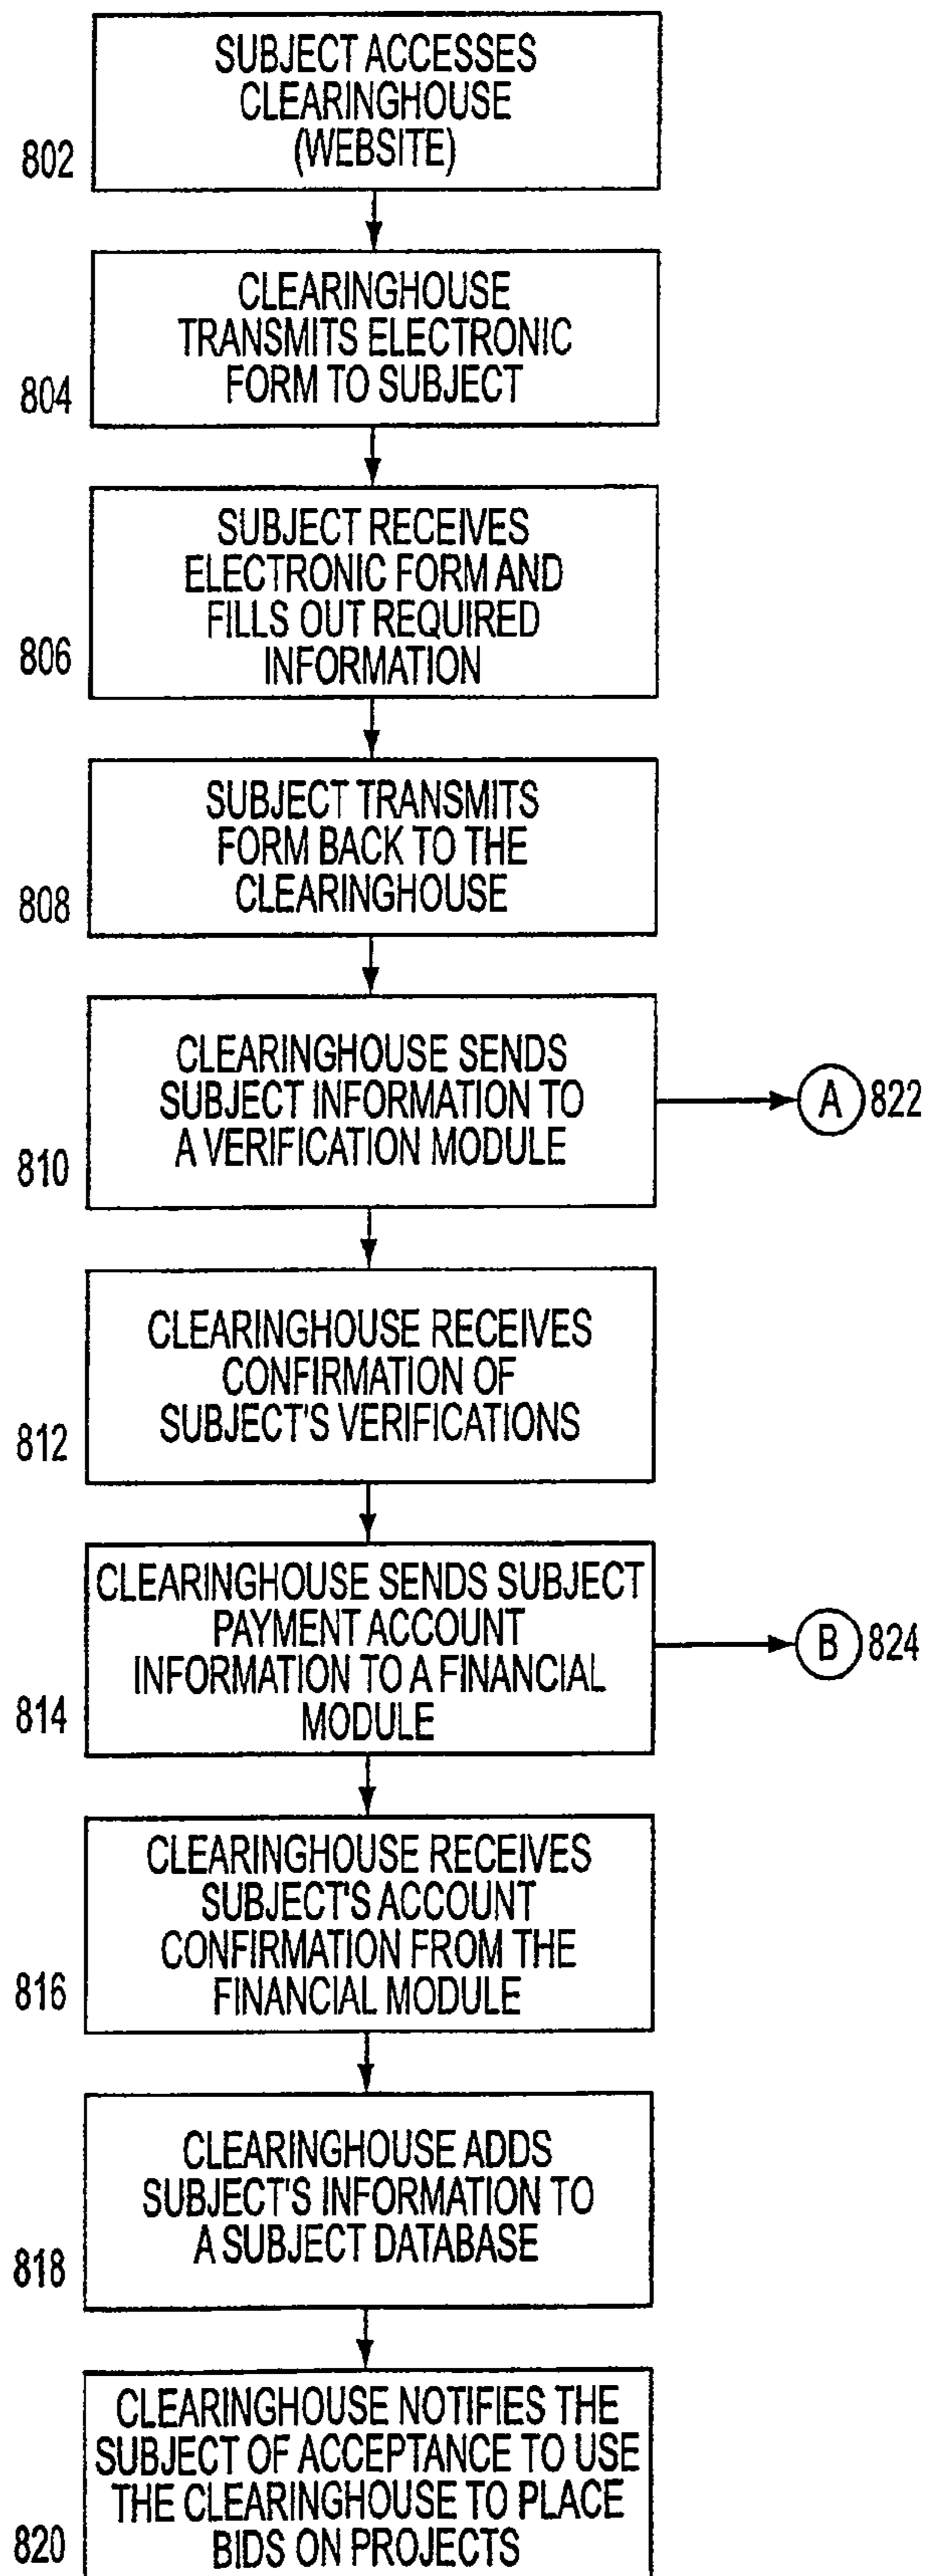 SUBJECT ACCESSES
CLEARINGHOUSE
(WEBSITE)
802
CLEARINGHOUSE
TRANSMITS ELECTRONIC
FORM TO SUBJECT
804
SUBJECT RECEIVES
ELECTRONIC FORM AND
FILLS OUT REQUIRED
INFORMATION
806
SUBJECT TRANSMITS
FORM BACK TO THE
CLEARINGHOUSE
808
CLEARINGHOUSE SENDS
SUBJECT INFORMATION TO
A VERIFICATION MODULE
810
A 822
CLEARINGHOUSE RECEIVES
CONFIRMATION OF
SUBJECT'S VERIFICATIONS
812
CLEARINGHOUSE SENDS SUBJECT
PAYMENT ACCOUNT
INFORMATION TO A FINANCIAL
MODULE
814
B 824
CLEARINGHOUSE RECEIVES
SUBJECT'S ACCOUNT
CONFIRMATION FROM THE
FINANCIAL MODULE
816
CLEARINGHOUSE ADDS
SUBJECT'S INFORMATION TO
A SUBJECT DATABASE
818
CLEARINGHOUSE NOTIFIES THE
SUBJECT OF ACCEPTANCE TO USE
THE CLEARINGHOUSE TO PLACE
BIDS ON PROJECTS
820